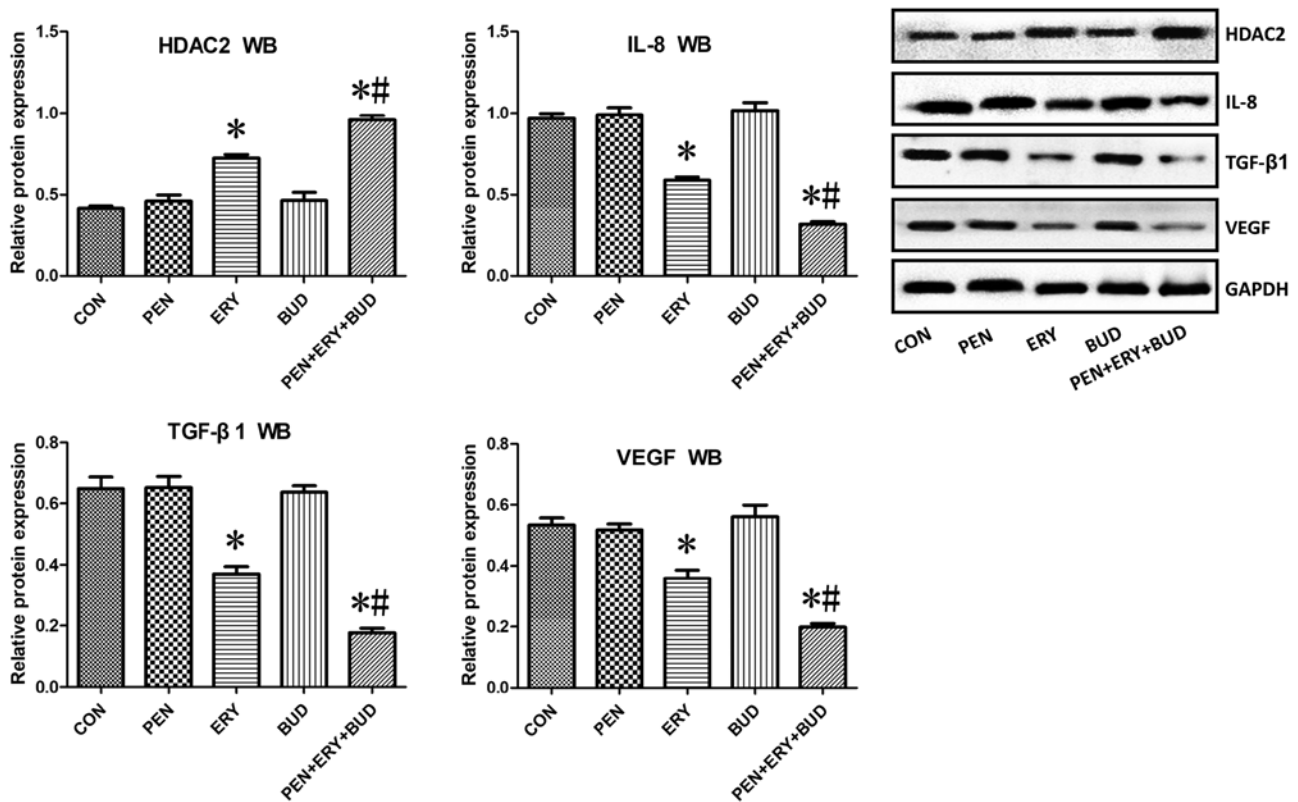 HDAC2 WB
Relative protein expression
1.5
1.0
0.5
0.0
*
*#
CON
PEN
ERY
BUD
PEN+ERY+BUD
IL-8 WB
Relative protein expression
1.5
1.0
0.5
0.0
*
*#
CON
PEN
ERY
BUD
PEN+ERY+BUD
HDAC2
IL-8
TGF-β1
VEGF
GAPDH
CON
PEN
ERY
BUD
PEN+ERY+BUD
TGF-β 1 WB
Relative protein expression
0.8
0.6
0.4
0.2
0.0
*
*#
CON
PEN
ERY
BUD
PEN+ERY+BUD
VEGF WB
Relative protein expression
0.8
0.6
0.4
0.2
0.0
*
*#
CON
PEN
ERY
BUD
PEN+ERY+BUD